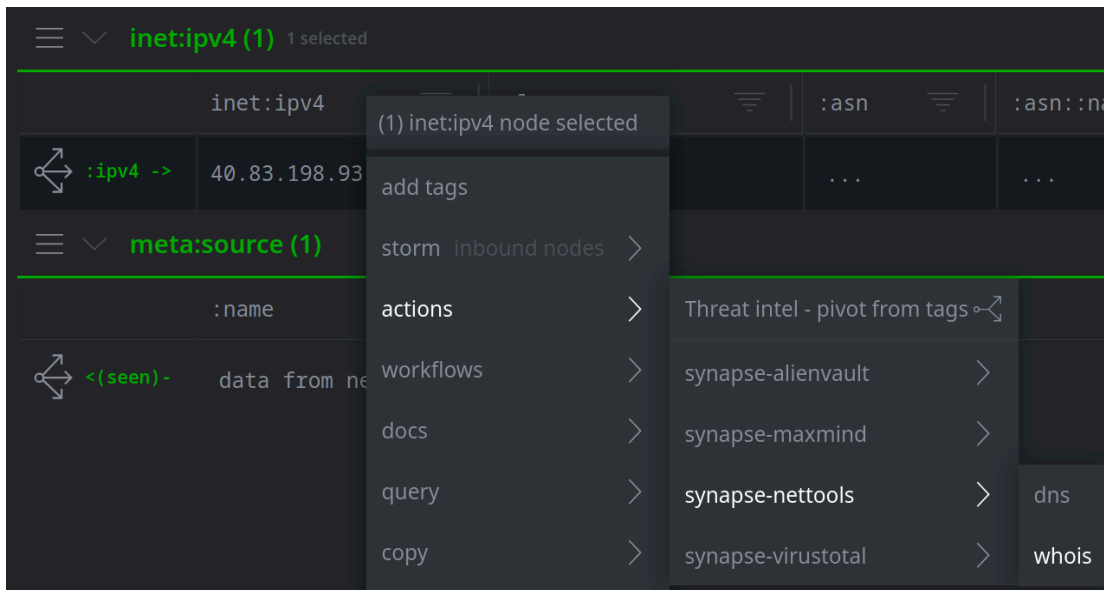 inet:ipv4 (1) 1 selected
inet:ipv4 :asn :asn::na
(1) inet:ipv4 node selected
:ipv4 -> 40.83.198.93 ... ...
add tags
meta:source (1)
storm inbound nodes
:name
actions
Threat intel - pivot from tags
<(seen)- data from ne
workflows
synapse-alienvault
docs
synapse-maxmind
query
synapse-nettools
dns
copy
synapse-virustotal
whois